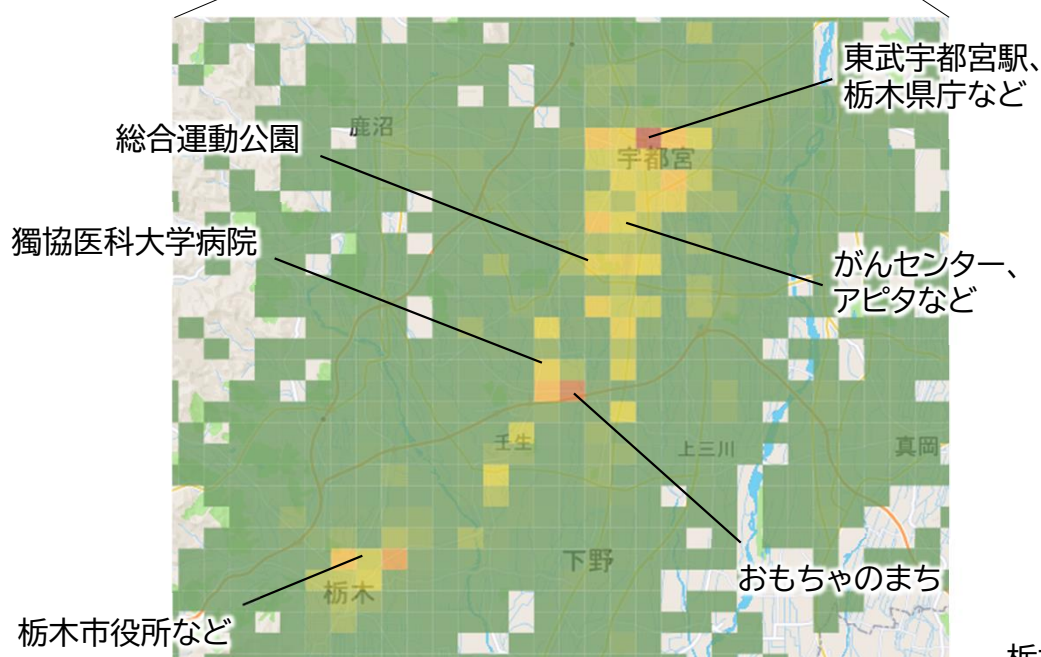 東武宇都宮駅、
栃木県庁など
鹿沼
総合運動公園
宇都宮
獨協医科大学病院
がんセンター、
アピタなど
壬生
上三川
真岡
下野
おもちゃのまち
栃木
栃木市役所など